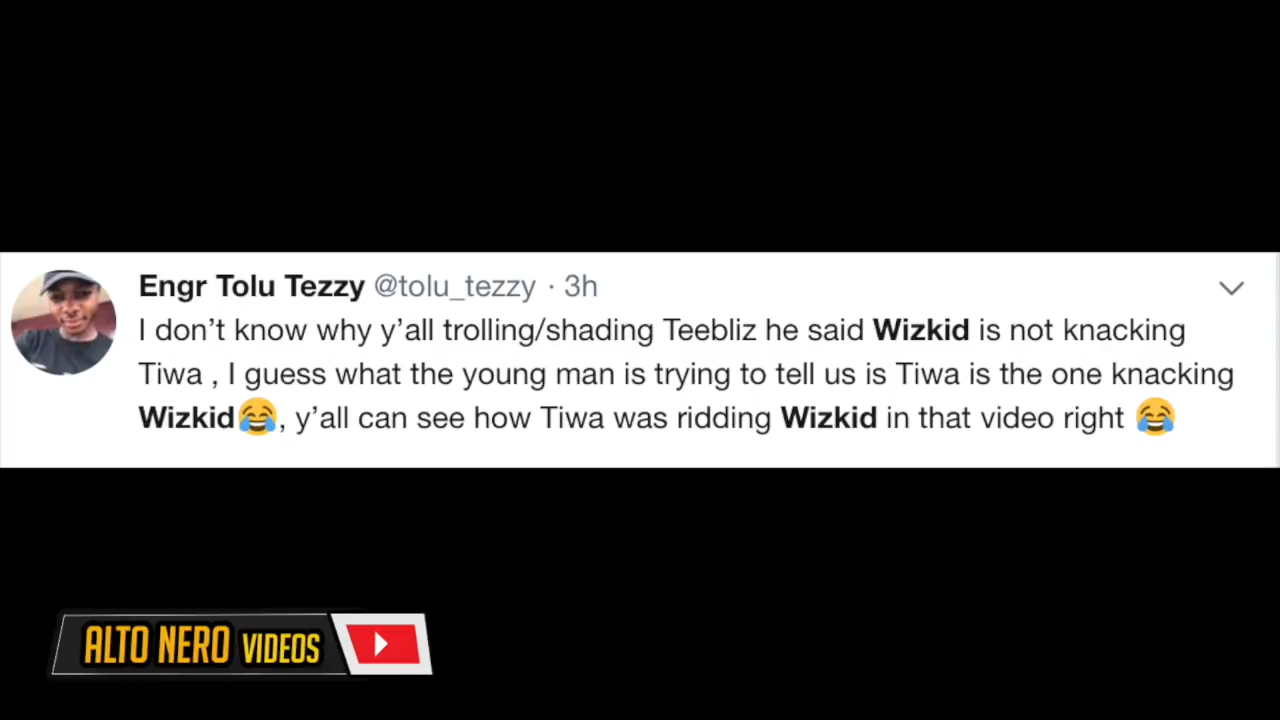 Engr Tolu Tezzy @tolu_tezzy · 3h
I don’t know why y’all trolling/shading Teebliz he said Wizkid is not knacking
Tiwa , I guess what the young man is trying to tell us is Tiwa is the one knacking
Wizkid😂, y’all can see how Tiwa was ridding Wizkid in that video right 😂
ALTO NERO VIDEOS